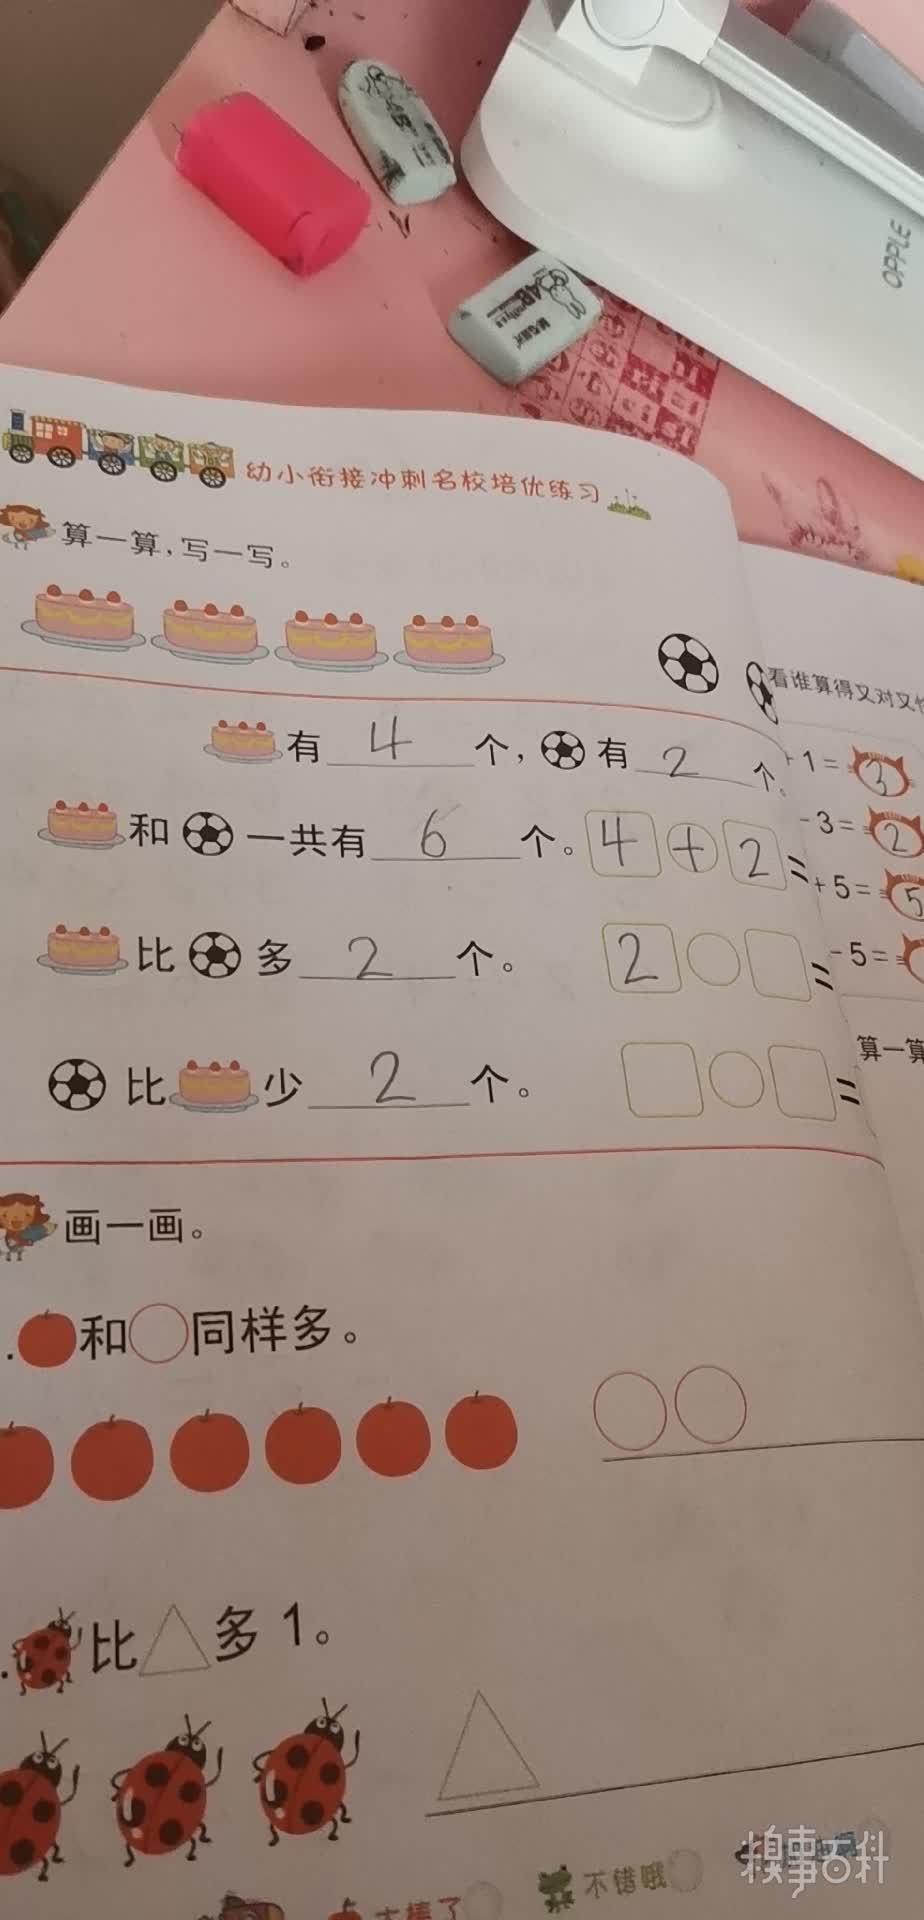 OPPLE
幼小衔接冲刺名校培优练习
算一算,写一写。
看谁算得又对又
有 4 个, 有 2 个。
和 一共有 6 个。 4 + 2 =
比 多 2 个。 2 =
比 少 2 个。 =
+ 1 = 3
- 3 = 2
+ 5 = 5
- 5 =
算一算
画一画。
和 同样多。
比 多 1。
太棒了 不错哦
糗事百科